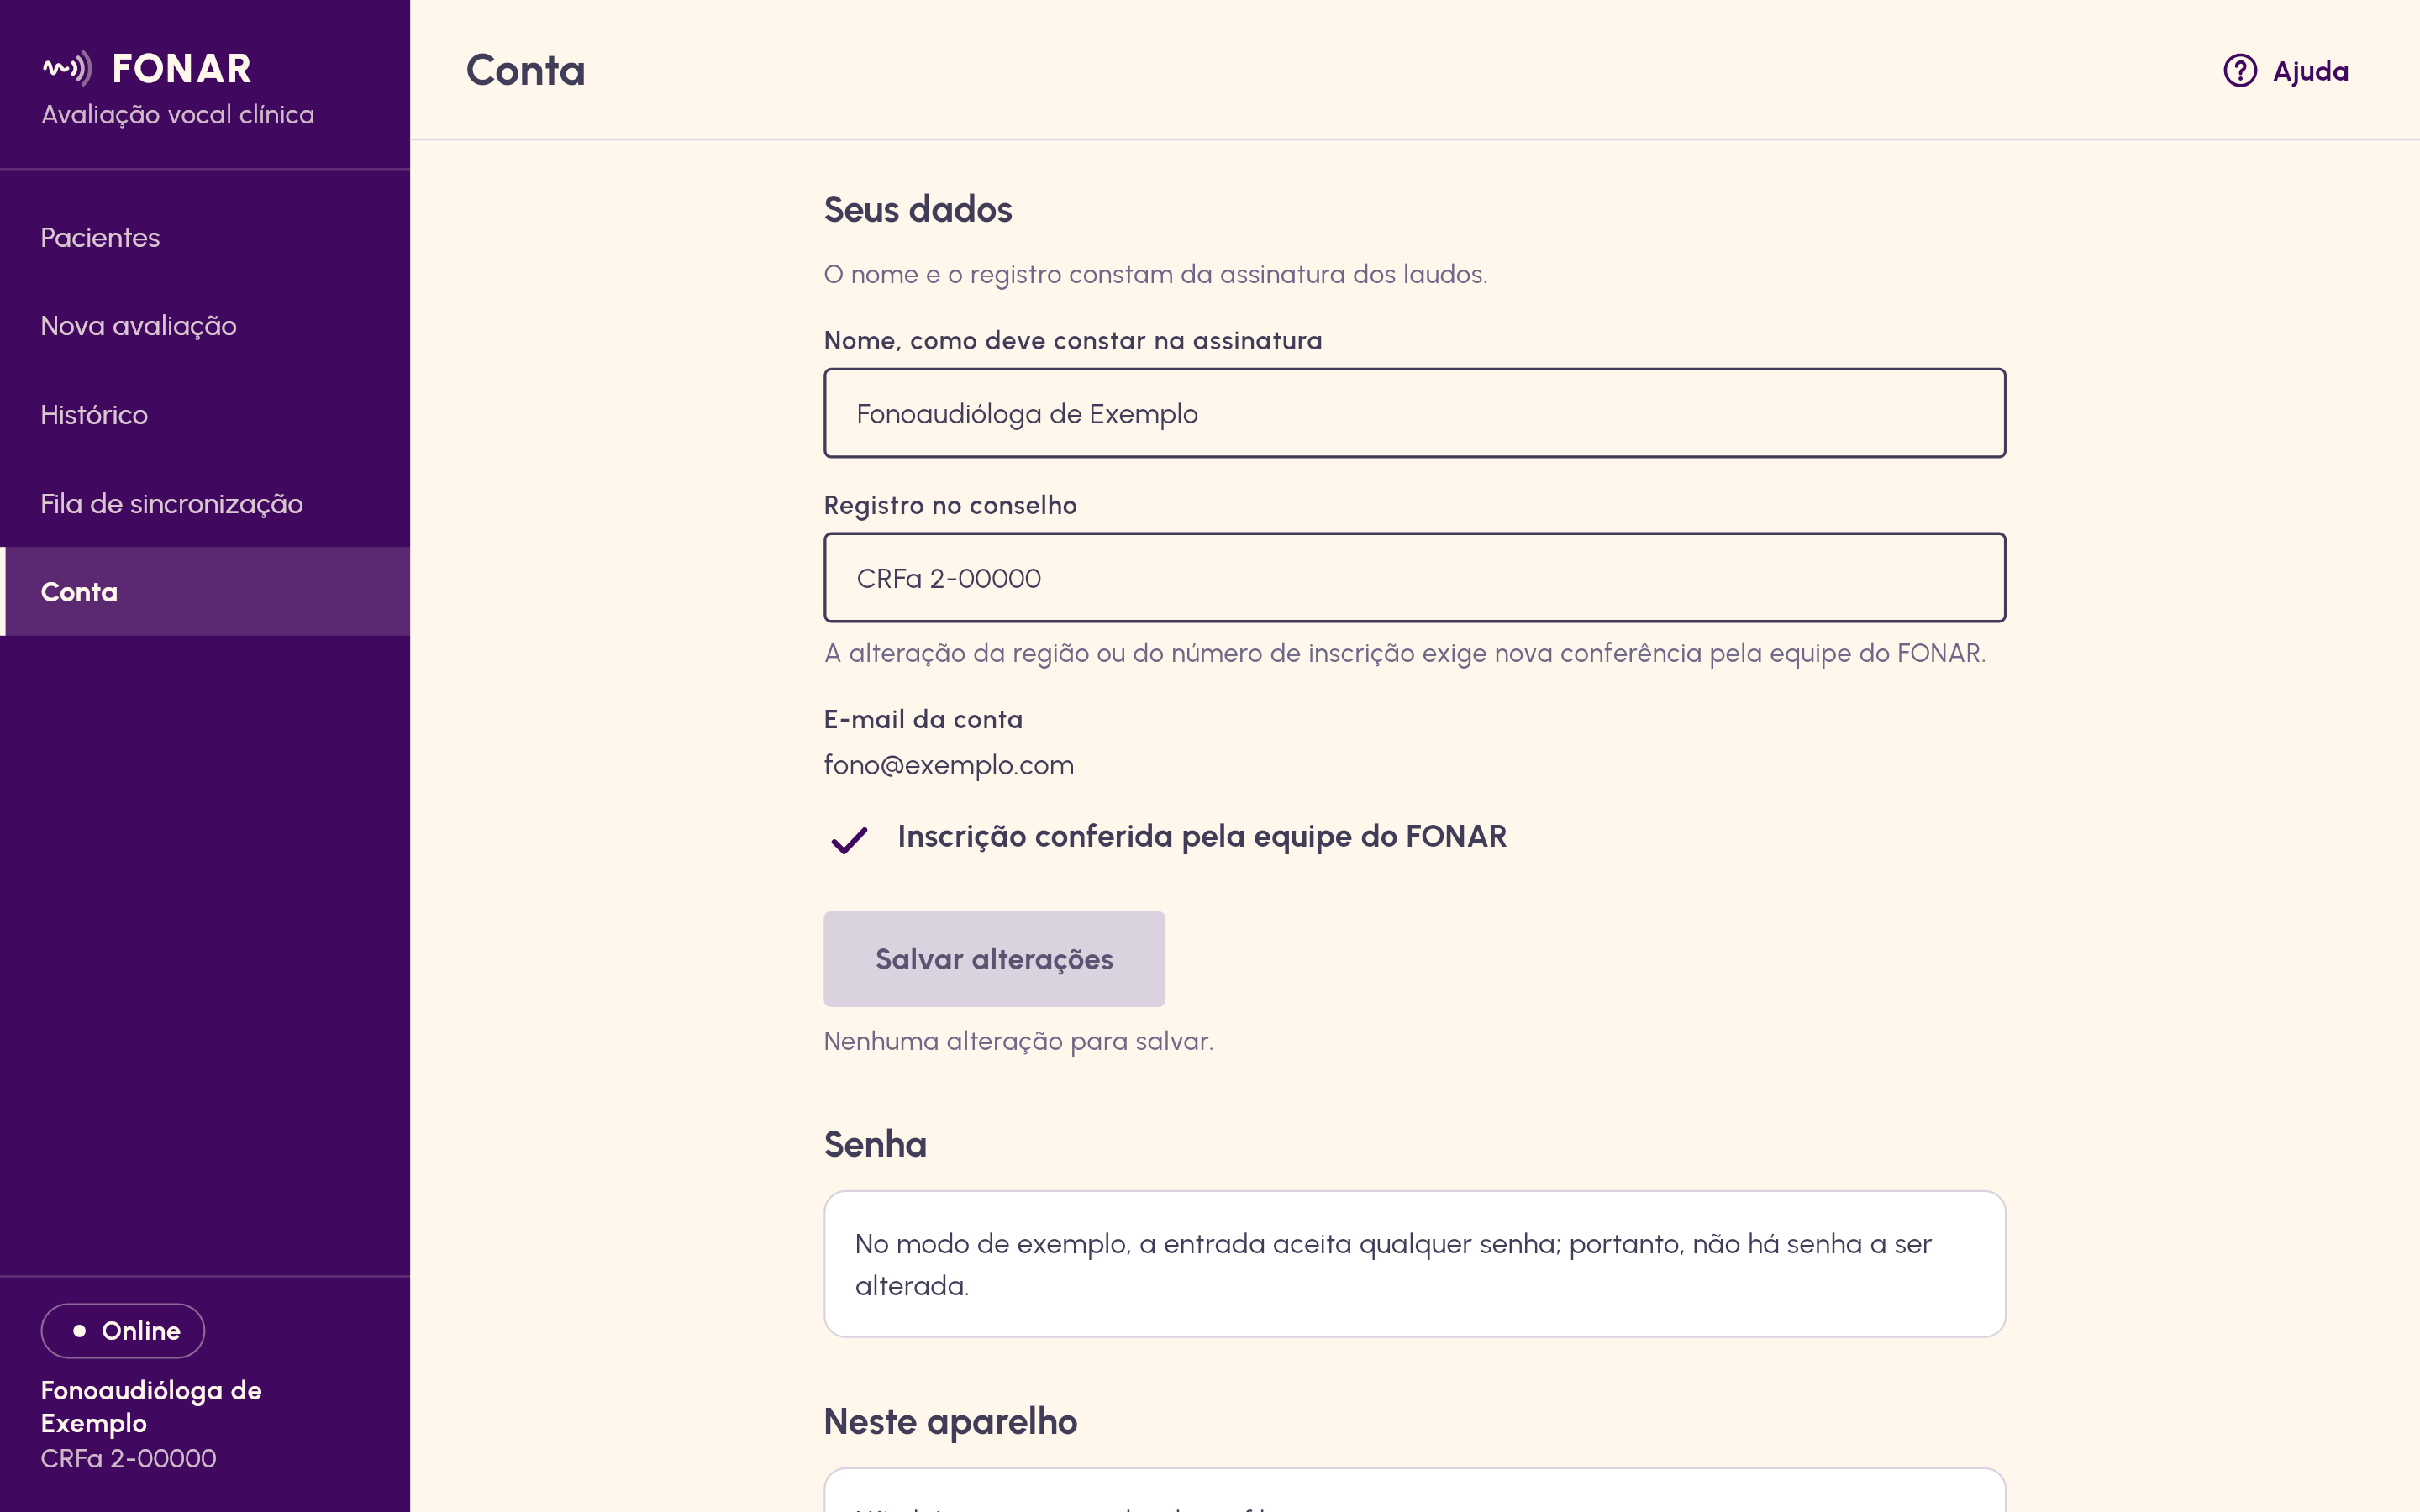 FONAR
Avaliação vocal clínica
Pacientes
Nova avaliação
Histórico
Fila de sincronização
Conta
Online
Fonoaudióloga de
Exemplo
CRFa 2-00000
Conta
Ajuda
Seus dados
O nome e o registro constam da assinatura dos laudos.
Nome, como deve constar na assinatura
Fonoaudióloga de Exemplo
Registro no conselho
CRFa 2-00000
A alteração da região ou do número de inscrição exige nova conferência pela equipe do FONAR.
E-mail da conta
fono@exemplo.com
Inscrição conferida pela equipe do FONAR
Salvar alterações
Nenhuma alteração para salvar.
Senha
No modo de exemplo, a entrada aceita qualquer senha; portanto, não há senha a ser
alterada.
Neste aparelho